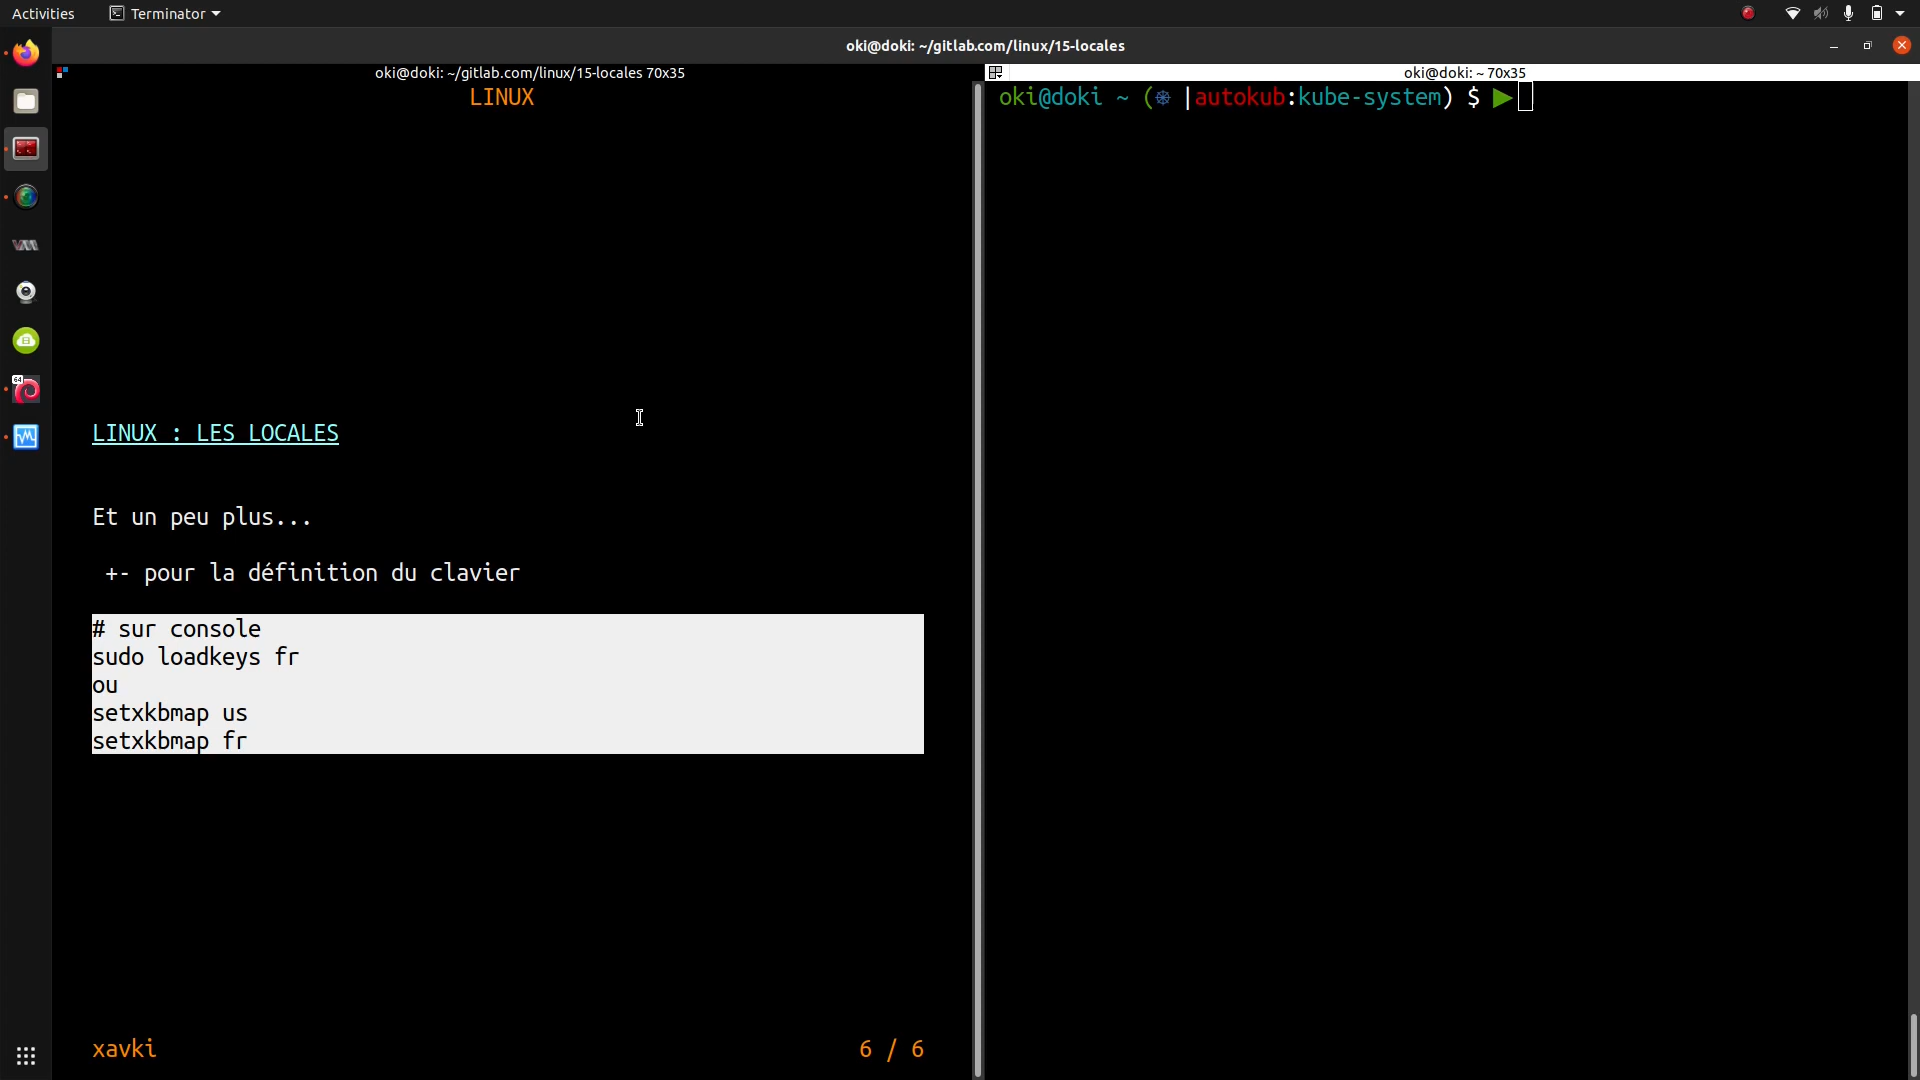 Activities
Terminator
oki@doki: ~/gitlab.com/linux/15-locales
oki@doki: ~/gitlab.com/linux/15-locales 70x35
LINUX
LINUX : LES LOCALES
Et un peu plus...
+- pour la définition du clavier
# sur console
sudo loadkeys fr
ou
setxkbmap us
setxkbmap fr
xavki
6 / 6
oki@doki: ~ 70x35
oki@doki ~ (⎈ |autokub:kube-system) $ ▶
64